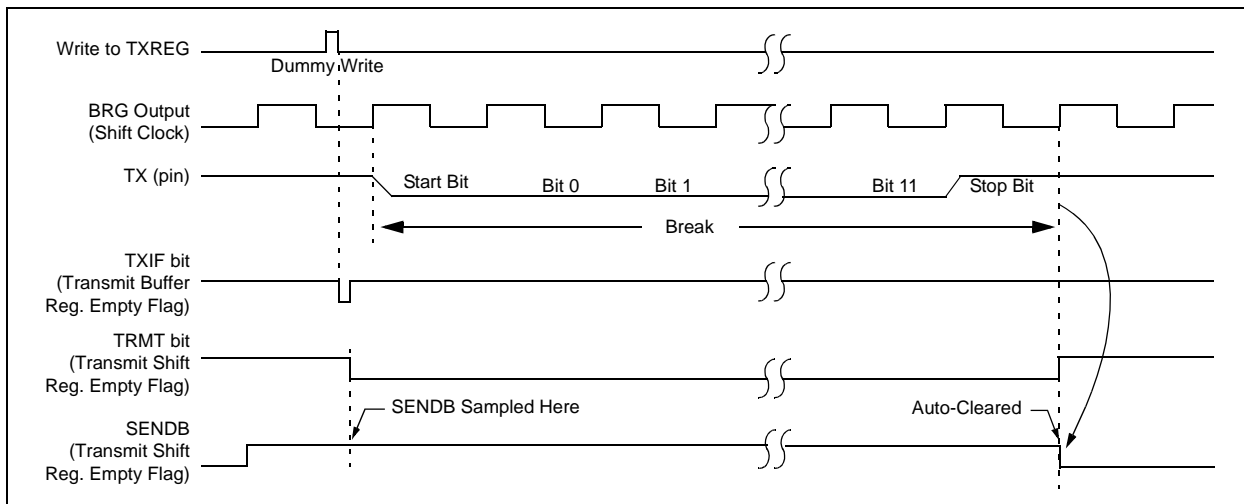 Write to TXREG
Dummy Write
BRG Output
(Shift Clock)
TX (pin)
Start Bit
Bit 0
Bit 1
Bit 11
Stop Bit
Break
TXIF bit
(Transmit Buffer
Reg. Empty Flag)
TRMT bit
(Transmit Shift
Reg. Empty Flag)
SENDB Sampled Here
Auto-Cleared
SENDB
(Transmit Shift
Reg. Empty Flag)